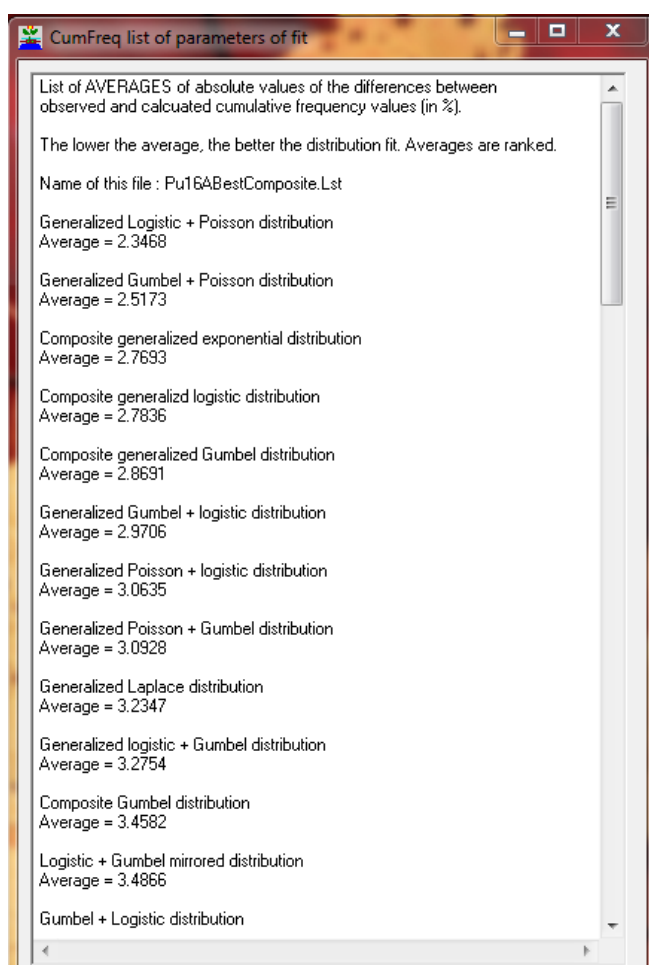 CumFreq list of parameters of fit
List of AVERAGES of absolute values of the differences between
observed and calcuated cumulative frequency values (in %).
The lower the average, the better the distribution fit. Averages are ranked.
Name of this file : Pu16ABestComposite.Lst
Generalized Logistic + Poisson distribution
Average = 2.3468
Generalized Gumbel + Poisson distribution
Average = 2.5173
Composite generalized exponential distribution
Average = 2.7693
Composite generalizd logistic distribution
Average = 2.7836
Composite generalized Gumbel distribution
Average = 2.8691
Generalized Gumbel + logistic distribution
Average = 2.9706
Generalized Poisson + logistic distribution
Average = 3.0635
Generalized Poisson + Gumbel distribution
Average = 3.0928
Generalized Laplace distribution
Average = 3.2347
Generalized logistic + Gumbel distribution
Average = 3.2754
Composite Gumbel distribution
Average = 3.4582
Logistic + Gumbel mirrored distribution
Average = 3.4866
Gumbel + Logistic distribution